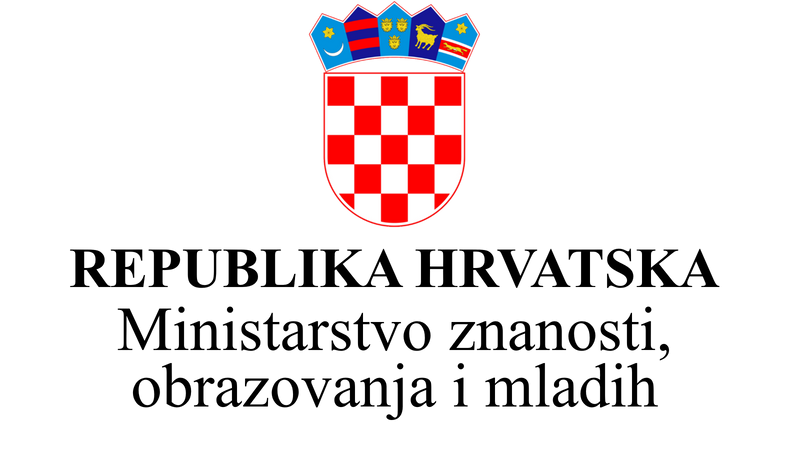 REPUBLIKA HRVATSKA
Ministarstvo znanosti,
obrazovanja i mladih